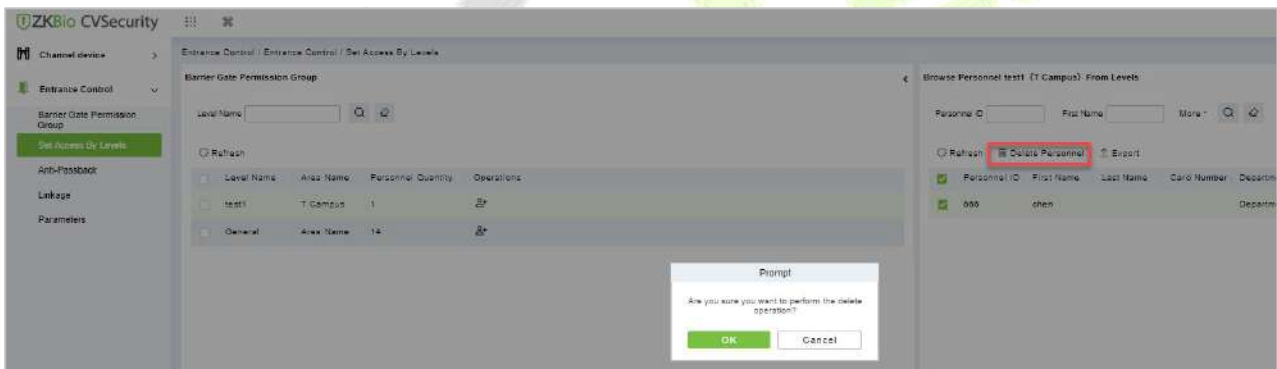 ZKBio CVSecurity
Channel device
Entrance Control / Entrance Control / Set Access By Levels
Entrance Control
Barrier Gate Permission
Group
Set Access By Levels
Anti-Passback
Linkage
Parameters
Barrier Gate Permission Group
Level Name
Refresh
Level Name Area Name Personnel Quantity Operations
test1 T Campus 1
General Area Name 14
Browse Personnel test1 (T Campus) From Levels
Personnel ID First Name More
Refresh Delete Personnel Export
Personnel ID First Name Last Name Card Number Departm
chen Departm
Prompt
Are you sure you want to perform the delete
operation?
OK Cancel